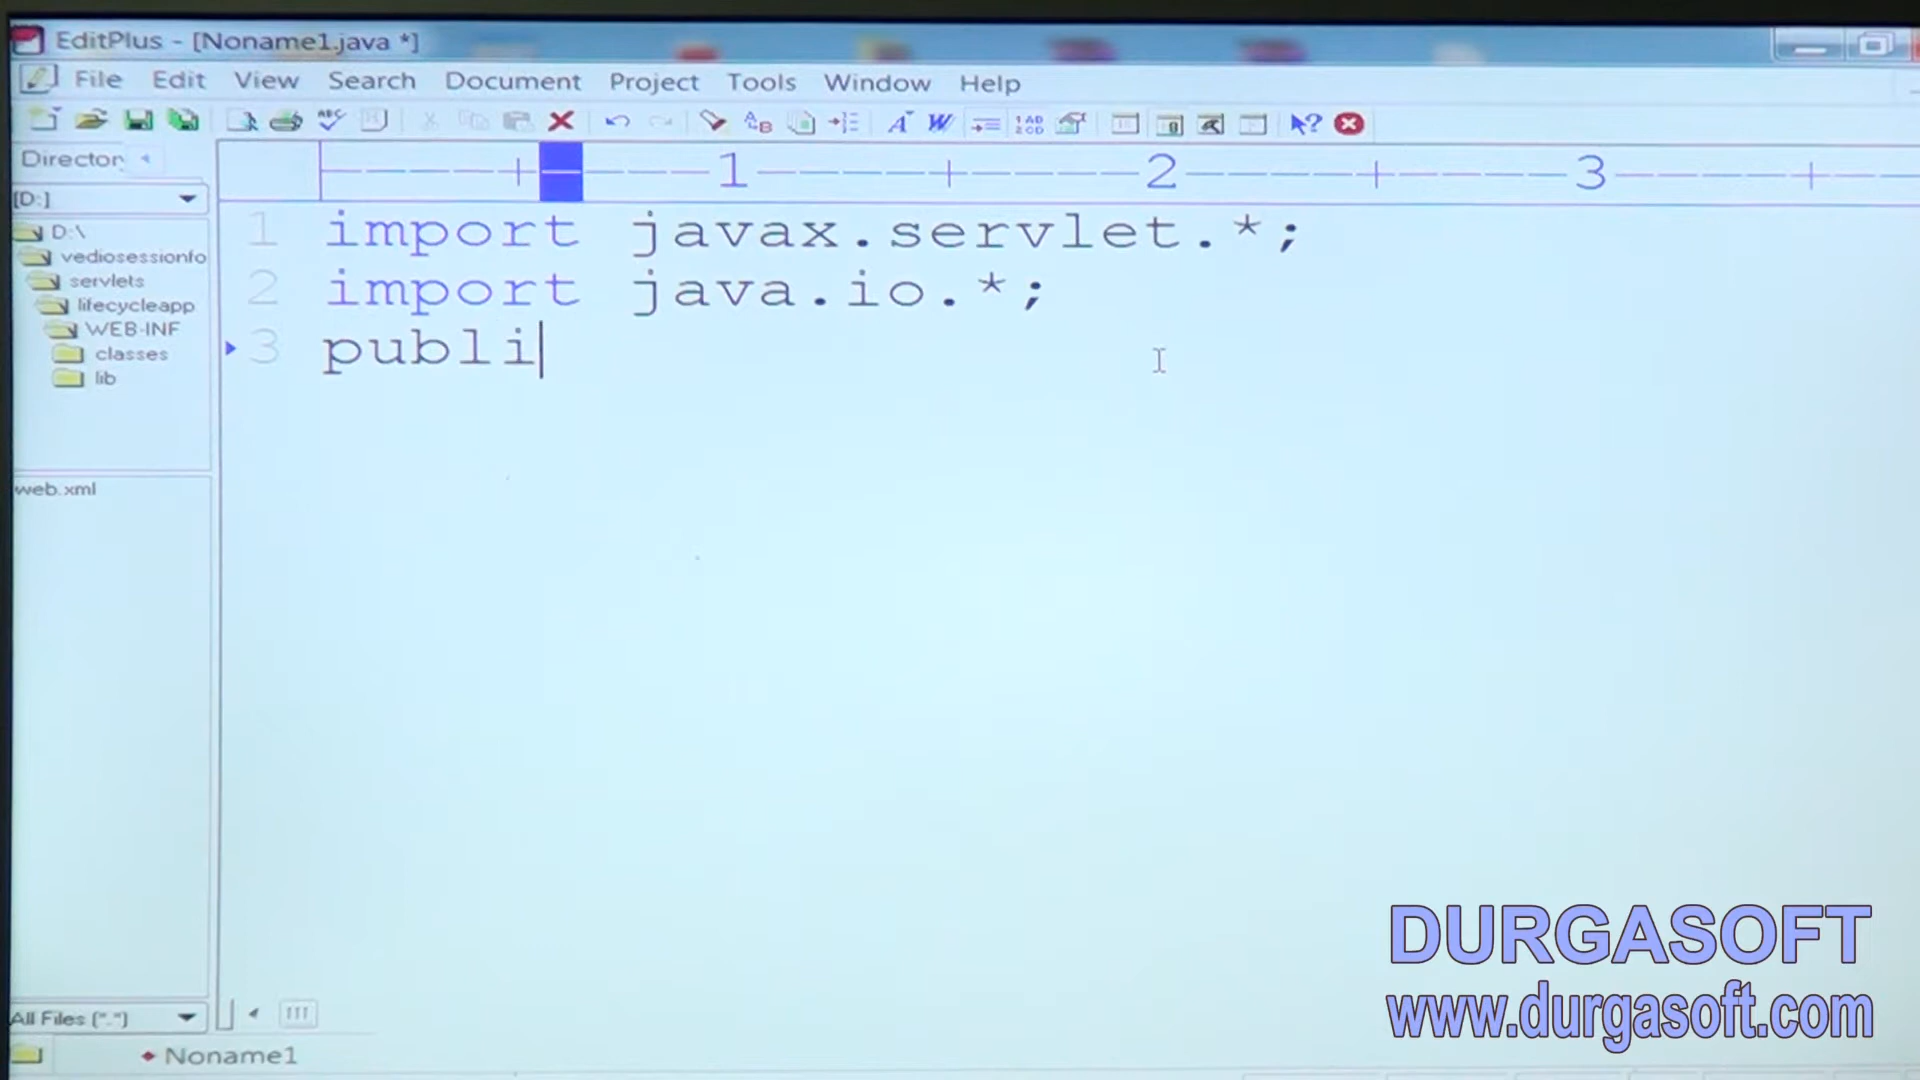 EditPlus - [Noname1.java *]
File Edit View Search Document Project Tools Window Help
Director
[D:]
D:\
vediosessionfo
servlets
lifecycleapp
WEB-INF
classes
lib
web.xml
1 2 3
1 import javax.servlet.*;
2 import java.io.*;
3 publi
All Files (*.*)
Noname1
DURGASOFT
www.durgasoft.com